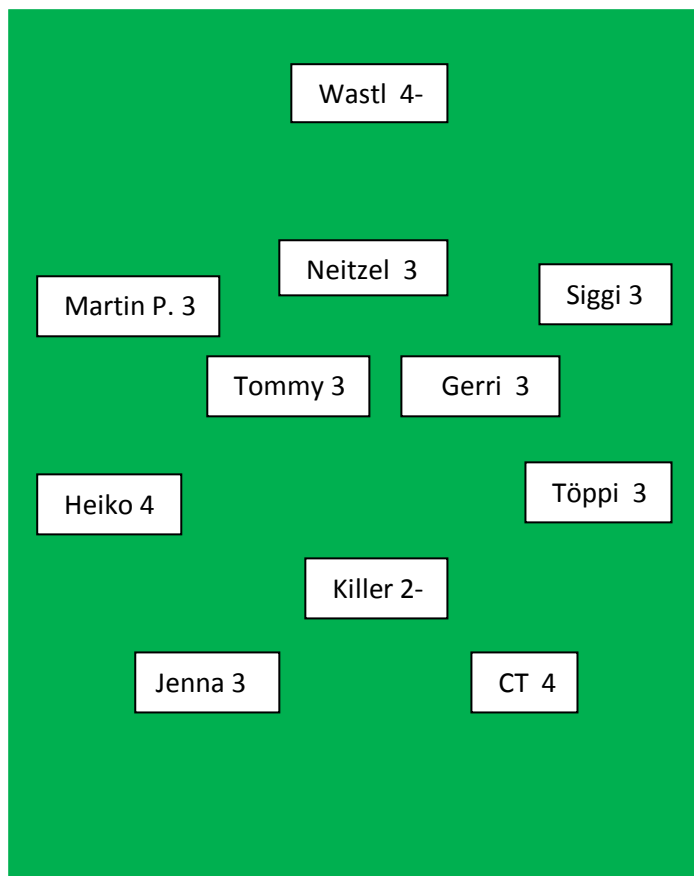 Wastl 4-
Neitzel 3
Siggi 3
Martin P. 3
Tommy 3
Gerri 3
Töppi 3
Heiko 4
Killer 2-
Jenna 3
CT 4